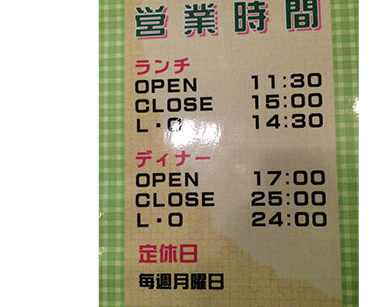 営業時間
ランチ
OPEN 11:30
CLOSE 15:00
L・O 14:30
ディナー
OPEN 17:00
CLOSE 25:00
L・O 24:00
定休日
毎週月曜日